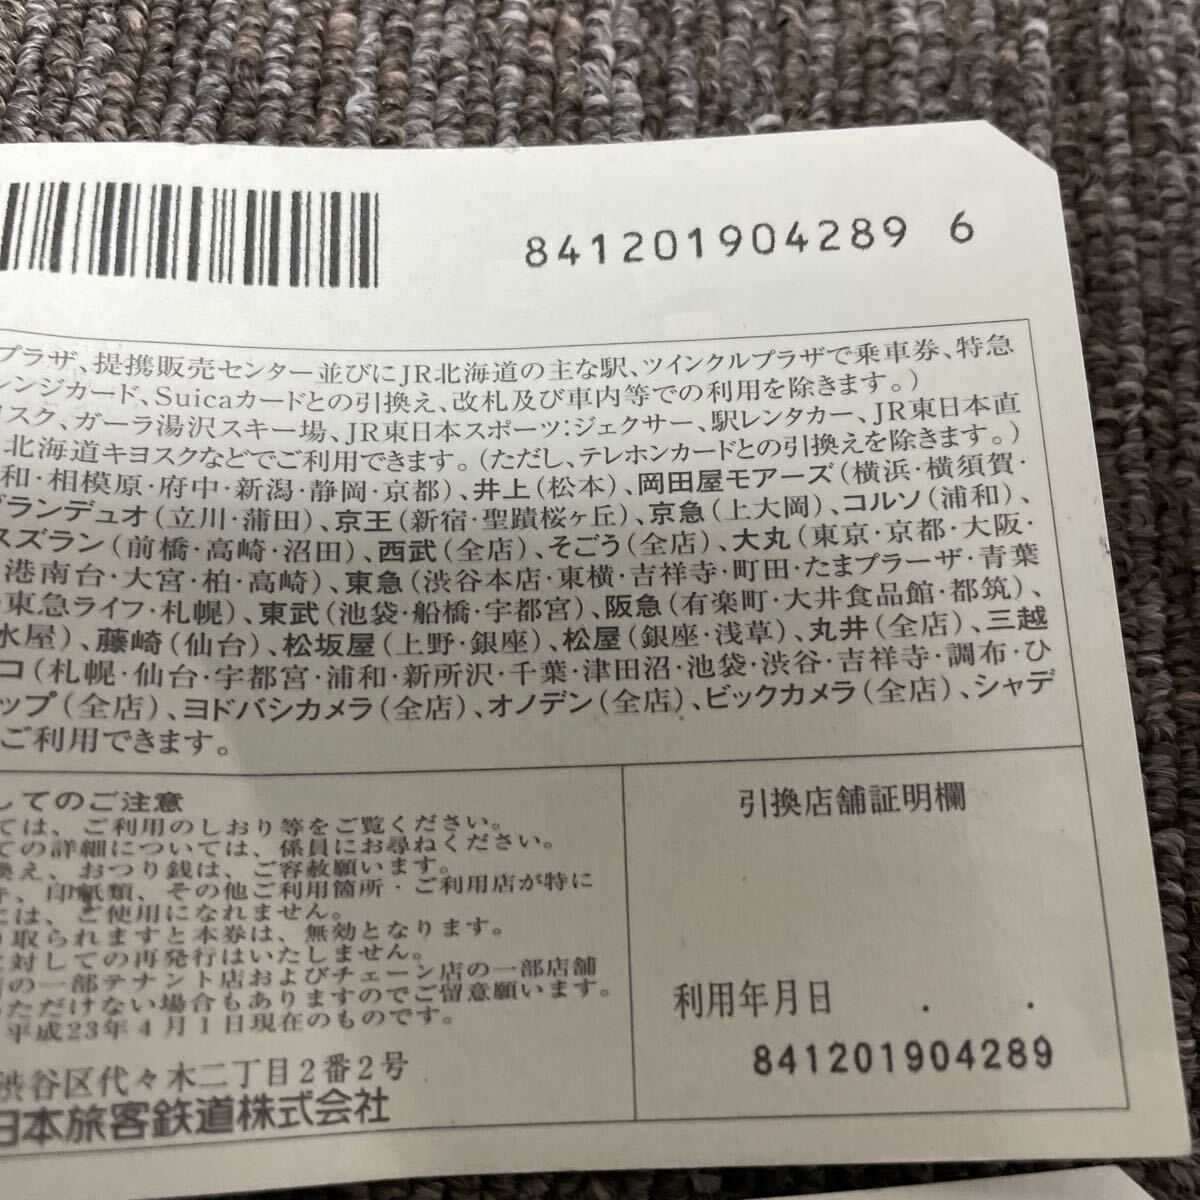 841201904289 6
プラザ、提携販売センター並びにJR北海道の主な駅、ツインクルプラザで乗車券、特急
レンジカード、Suicaカードとの引換え、改札及び車内等での利用を除きます。)
スク、ガーラ湯沢スキー場、JR東日本スポーツ:ジェクサー、駅レンタカー、JR東日本直
北海道キヨスクなどでご利用できます。(ただし、テレホンカードとの引換えを除きます。)
和・相模原・府中・新潟・静岡・京都)、井上(松本)、岡田屋モアーズ(横浜・横須賀・
グランデュオ(立川・蒲田)、京王(新宿・聖蹟桜ヶ丘)、京急(上大岡)、コルソ(浦和)、
スズラン(前橋・高崎・沼田)、西武(全店)、そごう(全店)、大丸(東京・京都・大阪・
港南台・大宮・柏・高崎)、東急(渋谷本店・東横・吉祥寺・町田・たまプラーザ・青葉
東急ライフ・札幌)、東武(池袋・船橋・宇都宮)、阪急(有楽町・大井食品館・都筑)、
水屋)、藤崎(仙台)、松坂屋(上野・銀座)、松屋(銀座・浅草)、丸井(全店)、三越
コ(札幌・仙台・宇都宮・浦和・新所沢・千葉・津田沼・池袋・渋谷・吉祥寺・調布・ひ
ップ(全店)、ヨドバシカメラ(全店)、オノデン(全店)、ビックカメラ(全店)、シャデ
ご利用できます。
してのご注意
ては、ご利用のしおり等をご覧ください。
ての詳細については、係員にお尋ねください。
換え、おつり銭は、ご容赦願います。
、印紙類、その他ご利用箇所・ご利用店が特に
には、ご使用になれません。
り取られますと本券は、無効となります。
に対しての再発行はいたしません。
の一部テナント店およびチェーン店の一部店舗
ただけない場合もありますのでご留意願います。
平成23年4月1日現在のものです。
渋谷区代々木二丁目2番2号
日本旅客鉄道株式会社
引換店舗証明欄
利用年月日 . .
841201904289